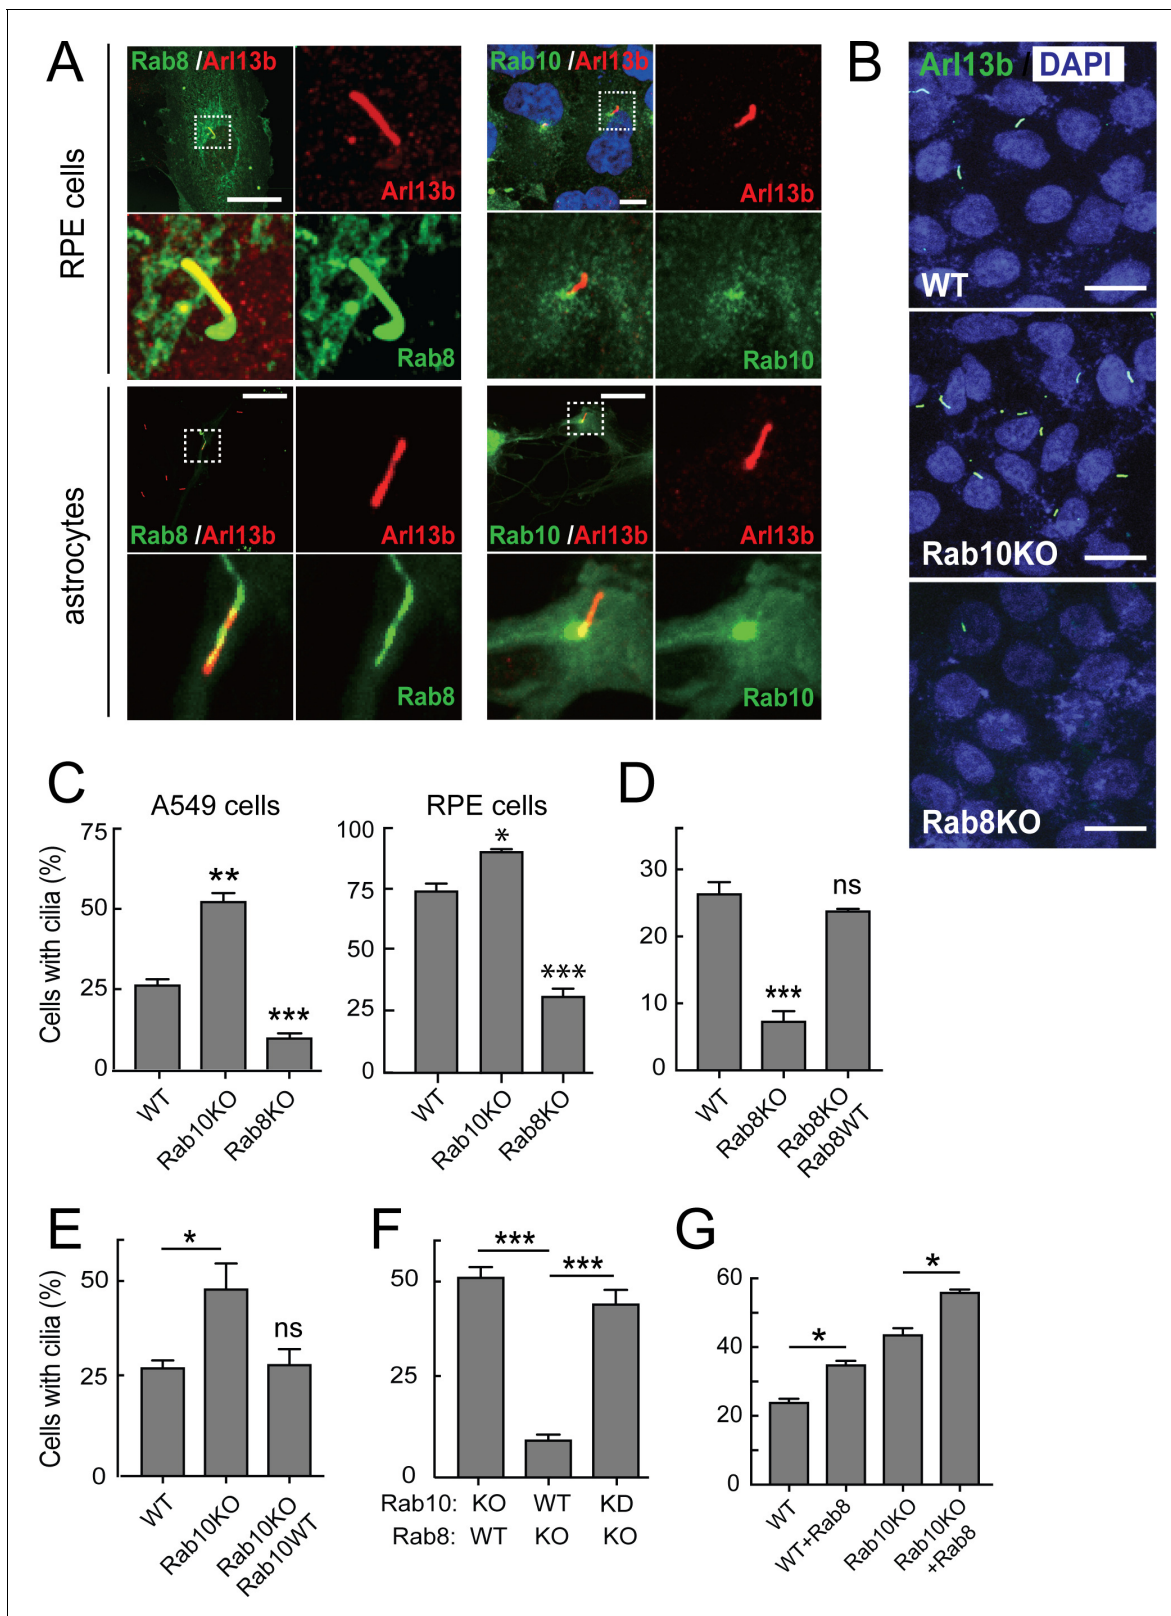 A
Rab8 /Arl13b
Arl13b
Rab10 /Arl13b
Arl13b
RPE cells
Rab8
Rab10
Rab8 /Arl13b
Arl13b
Rab10 /Arl13b
Arl13b
astrocytes
Rab8
Rab10
B
Arl13b / DAPI
WT
Rab10KO
Rab8KO
C
A549 cells
Cells with cilia (%)
75
50
25
0
**
***
WT
Rab10KO
Rab8KO
RPE cells
100
75
50
25
0
*
***
WT
Rab10KO
Rab8KO
D
30
20
10
0
***
ns
WT
Rab8KO
Rab8KO
Rab8WT
E
Cells with cilia (%)
50
25
0
*
ns
WT
Rab10KO
Rab10KO
Rab10WT
F
50
25
0
***
***
Rab10: KO WT KD
Rab8: WT KO KO
G
60
40
20
0
*
*
WT
WT+Rab8
Rab10KO
Rab10KO
+Rab8